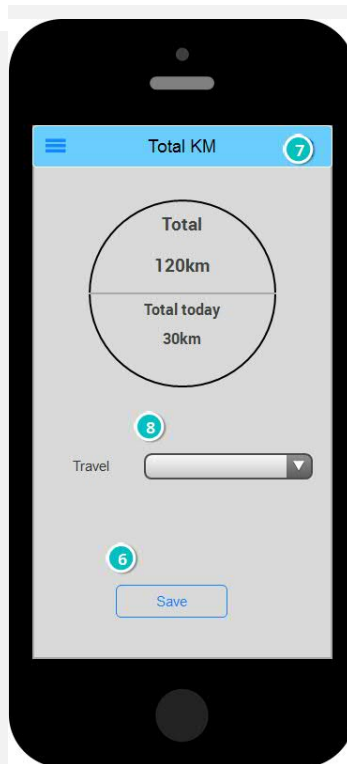 Total KM
7
Total
120km
Total today
30km
8
Travel
6
Save